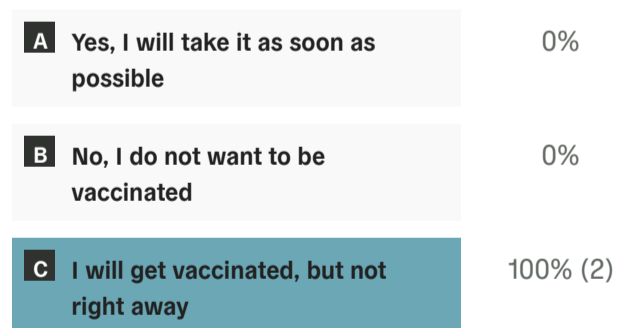 A Yes, I will take it as soon as 0%
possible
B No, I do not want to be 0%
vaccinated
C I will get vaccinated, but not 100% (2)
right away